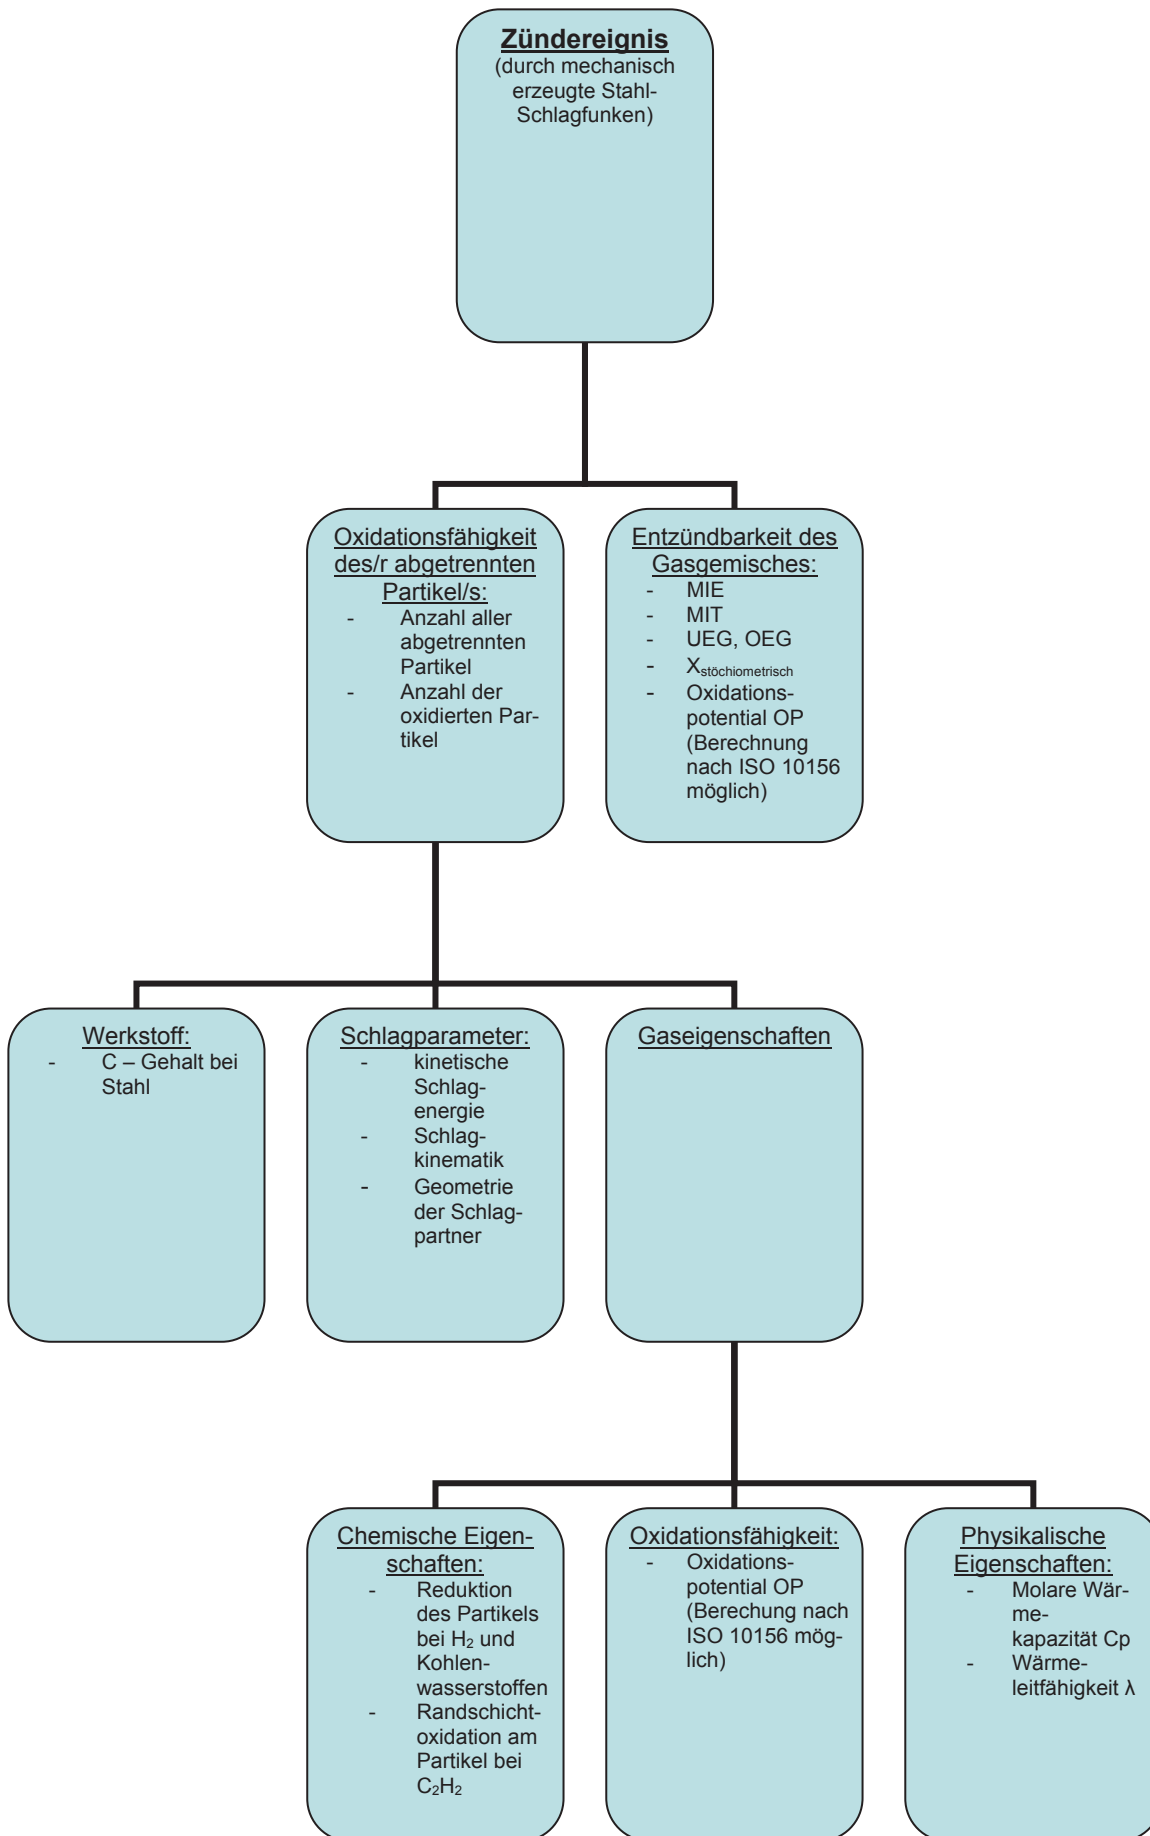 Zündereignis
(durch mechanisch
erzeugte Stahl-
Schlagfunken)
Oxidationsfähigkeit
des/r abgetrennten
Partikel/s:
- Anzahl aller
abgetrennten
Partikel
- Anzahl der
oxidierten Par-
tikel
Entzündbarkeit des
Gasgemisches:
- MIE
- MIT
- UEG, OEG
- Xstöchiometrisch
- Oxidations-
potential OP
(Berechnung
nach ISO 10156
möglich)
Werkstoff:
- C – Gehalt bei
Stahl
Schlagparameter:
- kinetische
Schlag-
energie
- Schlag-
kinematik
- Geometrie
der Schlag-
partner
Gaseigenschaften
Chemische Eigen-
schaften:
- Reduktion
des Partikels
bei H₂ und
Kohlen-
wasserstoffen
- Randschicht-
oxidation am
Partikel bei
C₂H₂
Oxidationsfähigkeit:
- Oxidations-
potential OP
(Berechung nach
ISO 10156 mög-
lich)
Physikalische
Eigenschaften:
- Molare Wär-
me-
kapazität Cp
- Wärme-
leitfähigkeit λ